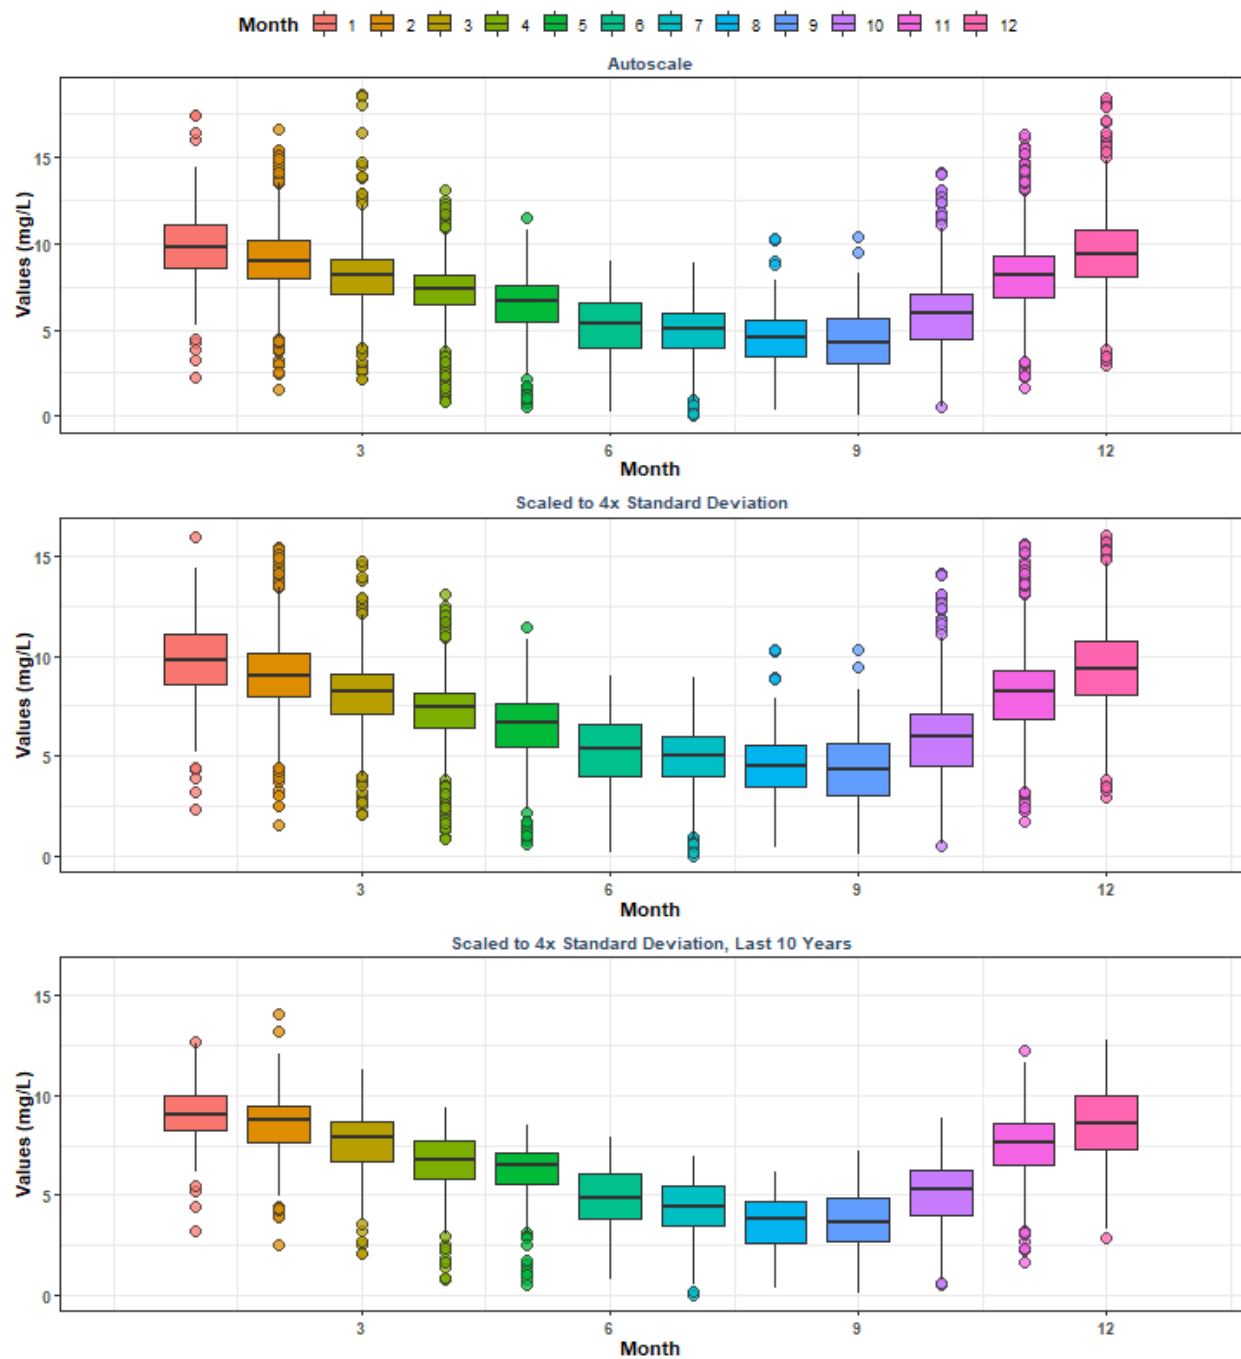 Month 1 2 3 4 5 6 7 8 9 10 11 12
Autoscale
Values (mg/L)
15
10
5
0
3 6 9 12
Month
Scaled to 4x Standard Deviation
Values (mg/L)
15
10
5
0
3 6 9 12
Month
Scaled to 4x Standard Deviation, Last 10 Years
Values (mg/L)
15
10
5
0
3 6 9 12
Month